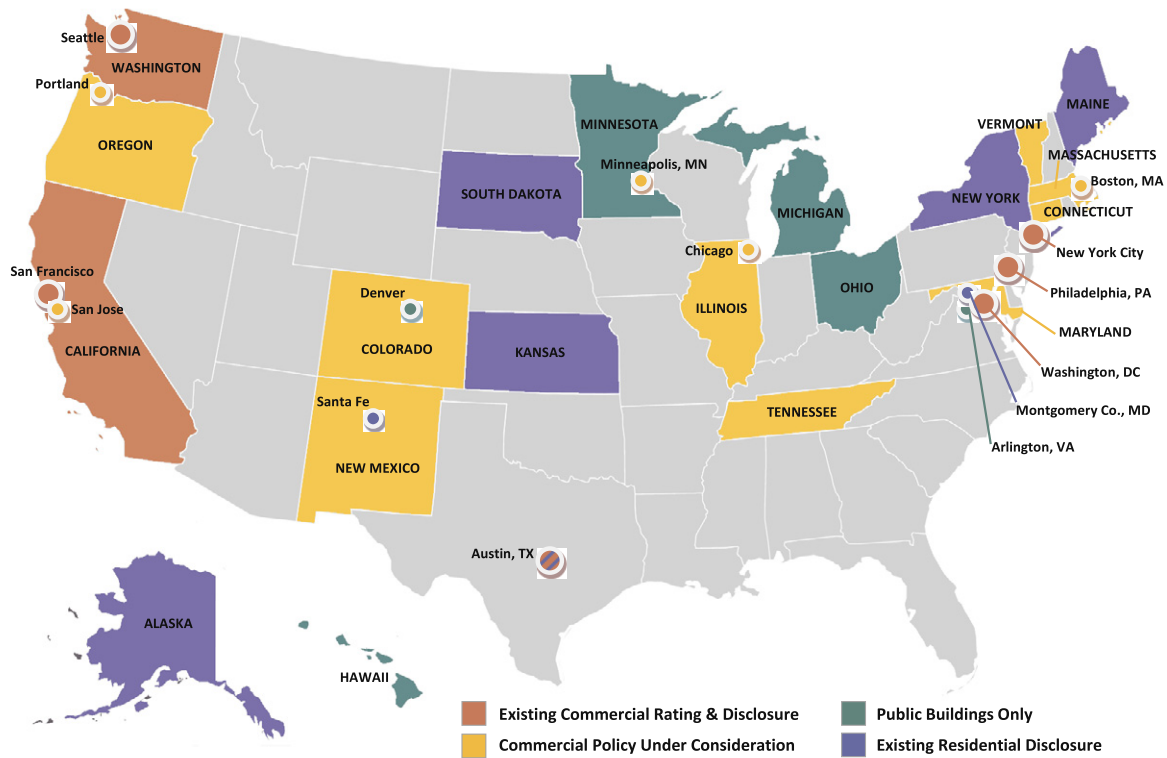 Seattle
WASHINGTON
Portland
OREGON
MINNESOTA
Minneapolis, MN
SOUTH DAKOTA
MICHIGAN
MAINE
VERMONT
MASSACHUSETTS
Boston, MA
NEW YORK
CONNECTICUT
New York City
San Francisco
San Jose
CALIFORNIA
Denver
COLORADO
KANSAS
Chicago
ILLINOIS
OHIO
Philadelphia, PA
MARYLAND
Washington, DC
Montgomery Co., MD
Arlington, VA
Santa Fe
NEW MEXICO
TENNESSEE
Austin, TX
ALASKA
HAWAII
Existing Commercial Rating & Disclosure
Commercial Policy Under Consideration
Public Buildings Only
Existing Residential Disclosure